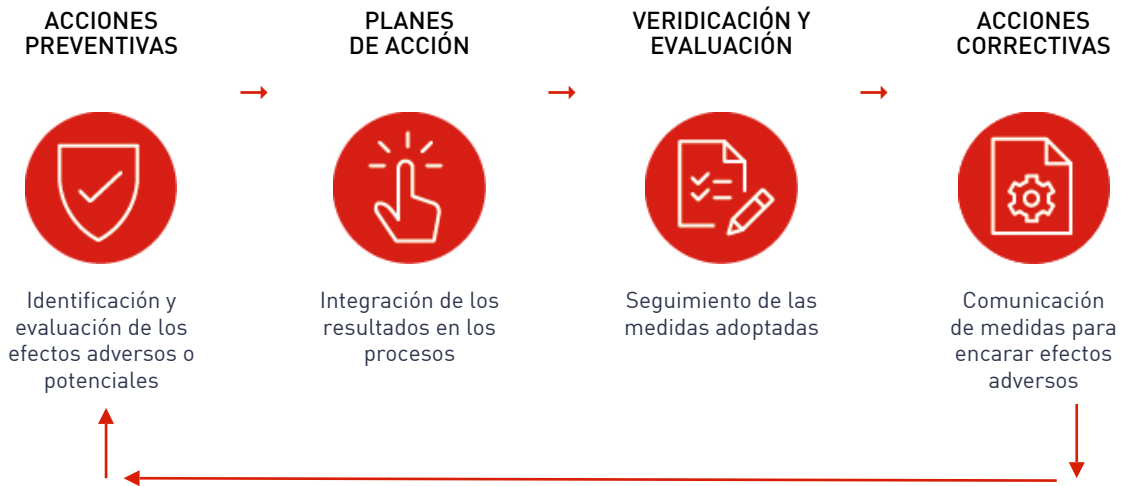 ACCIONES
PREVENTIVAS
PLANES
DE ACCIÓN
VERIDICACIÓN Y
EVALUACIÓN
ACCIONES
CORRECTIVAS
Identificación y
evaluación de los
efectos adversos o
potenciales
Integración de los
resultados en los
procesos
Seguimiento de las
medidas adoptadas
Comunicación
de medidas para
encarar efectos
adversos